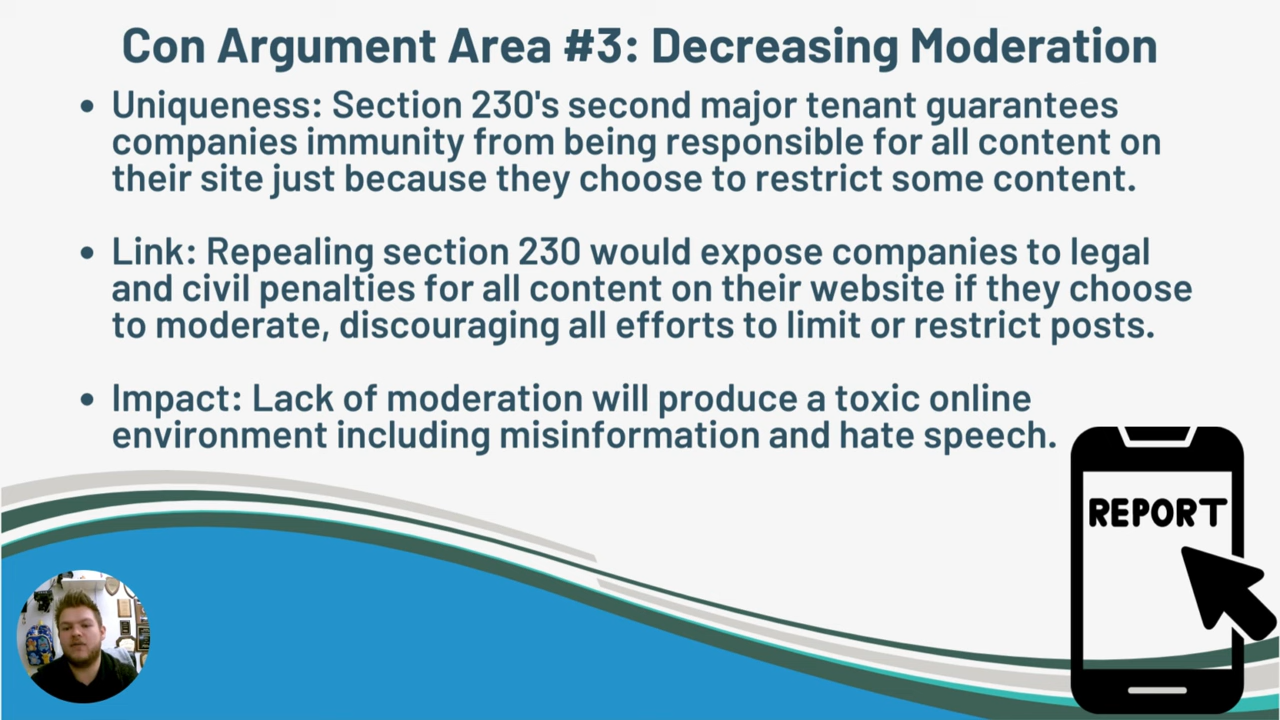 Con Argument Area #3: Decreasing Moderation
• Uniqueness: Section 230's second major tenant guarantees
companies immunity from being responsible for all content on
their site just because they choose to restrict some content.
• Link: Repealing section 230 would expose companies to legal
and civil penalties for all content on their website if they choose
to moderate, discouraging all efforts to limit or restrict posts.
• Impact: Lack of moderation will produce a toxic online
environment including misinformation and hate speech.
REPORT